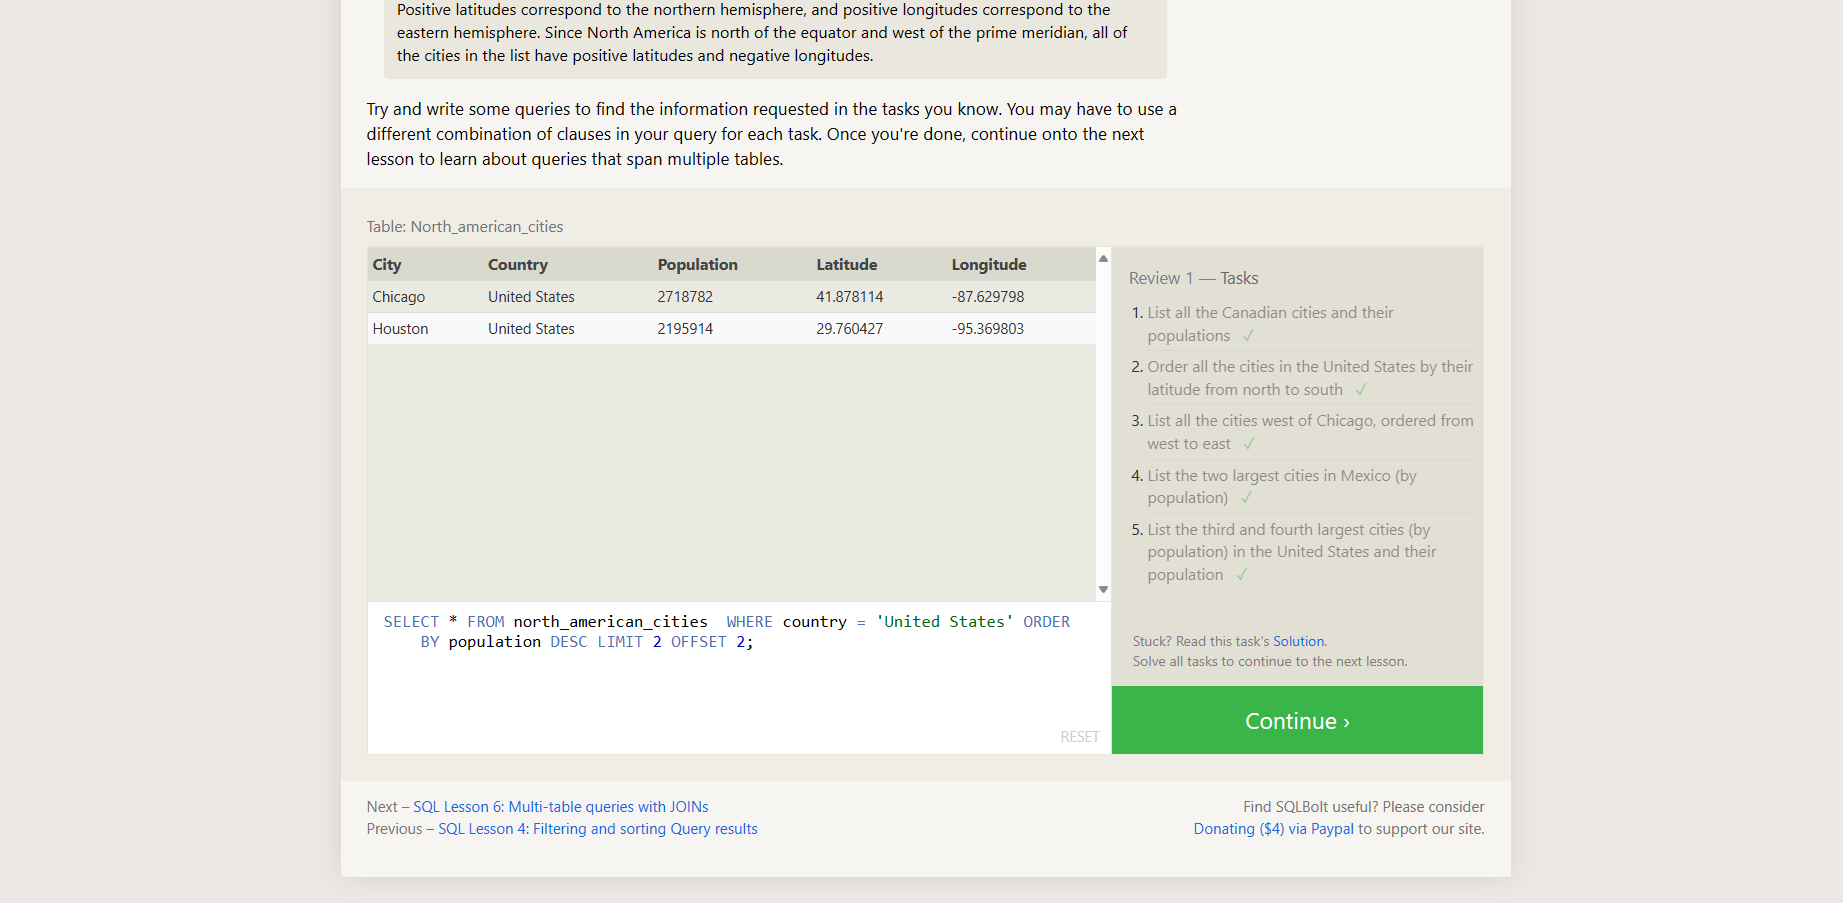 Positive latitudes correspond to the northern hemisphere, and positive longitudes correspond to the
eastern hemisphere. Since North America is north of the equator and west of the prime meridian, all of
the cities in the list have positive latitudes and negative longitudes.
Try and write some queries to find the information requested in the tasks you know. You may have to use a
different combination of clauses in your query for each task. Once you're done, continue onto the next
lesson to learn about queries that span multiple tables.
Table: North_american_cities
City Country Population Latitude Longitude
Chicago United States 2718782 41.878114 -87.629798
Houston United States 2195914 29.760427 -95.369803
SELECT * FROM north_american_cities  WHERE country = 'United States' ORDER
BY population DESC LIMIT 2 OFFSET 2;
RESET
Review 1 — Tasks
1. List all the Canadian cities and their
populations ✓
2. Order all the cities in the United States by their
latitude from north to south ✓
3. List all the cities west of Chicago, ordered from
west to east ✓
4. List the two largest cities in Mexico (by
population) ✓
5. List the third and fourth largest cities (by
population) in the United States and their
population ✓
Stuck? Read this task's Solution.
Solve all tasks to continue to the next lesson.
Continue ›
Next – SQL Lesson 6: Multi-table queries with JOINs
Previous – SQL Lesson 4: Filtering and sorting Query results
Find SQLBolt useful? Please consider
Donating ($4) via Paypal to support our site.